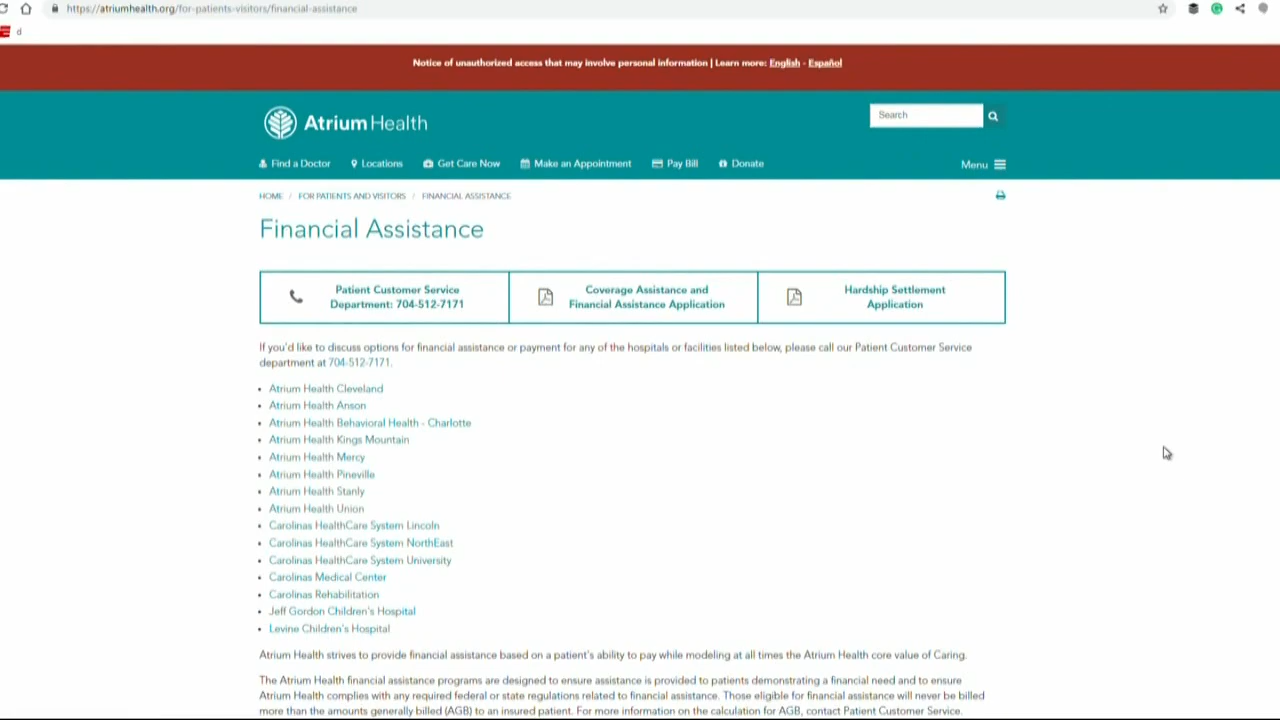 https://atriumhealth.org/for-patients-visitors/financial-assistance
d
Notice of unauthorized access that may involve personal information | Learn more: English - Español
Atrium Health
Search
Find a Doctor Locations Get Care Now Make an Appointment Pay Bill Donate Menu
HOME / FOR PATIENTS AND VISITORS / FINANCIAL ASSISTANCE
Financial Assistance
Patient Customer Service
Department: 704-512-7171
Coverage Assistance and
Financial Assistance Application
Hardship Settlement
Application
If you'd like to discuss options for financial assistance or payment for any of the hospitals or facilities listed below, please call our Patient Customer Service
department at 704-512-7171.
• Atrium Health Cleveland
• Atrium Health Anson
• Atrium Health Behavioral Health - Charlotte
• Atrium Health Kings Mountain
• Atrium Health Mercy
• Atrium Health Pineville
• Atrium Health Stanly
• Atrium Health Union
• Carolinas HealthCare System Lincoln
• Carolinas HealthCare System NorthEast
• Carolinas HealthCare System University
• Carolinas Medical Center
• Carolinas Rehabilitation
• Jeff Gordon Children's Hospital
• Levine Children's Hospital
Atrium Health strives to provide financial assistance based on a patient's ability to pay while modeling at all times the Atrium Health core value of Caring.
The Atrium Health financial assistance programs are designed to ensure assistance is provided to patients demonstrating a financial need and to ensure
Atrium Health complies with any required federal or state regulations related to financial assistance. Those eligible for financial assistance will never be billed
more than the amounts generally billed (AGB) to an insured patient. For more information on the calculation for AGB, contact Patient Customer Service.